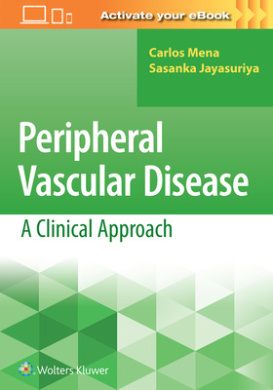 Activate your eBook
Carlos Mena
Sasanka Jayasuriya
Peripheral
Vascular Disease
A Clinical Approach
Wolters Kluwer